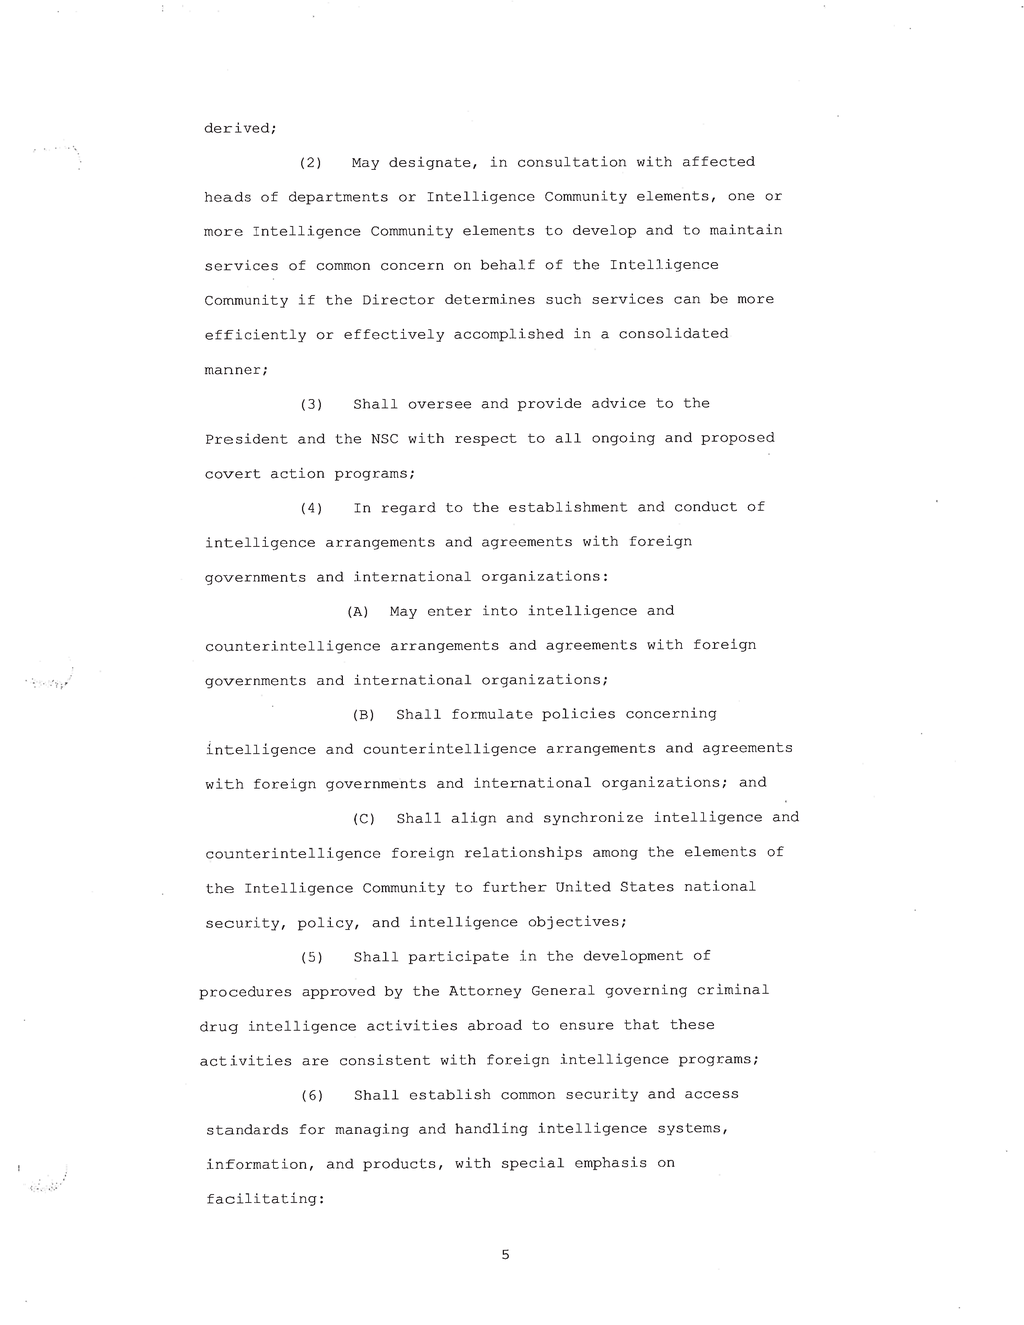 derived;
(2) May designate, in consultation with affected
heads of departments or Intelligence Community elements, one or
more Intelligence Community elements to develop and to maintain
services of common concern on behalf of the Intelligence
Community if the Director determines such services can be more
efficiently or effectively accomplished in a consolidated
manner;
(3) Shall oversee and provide advice to the
President and the NSC with respect to all ongoing and proposed
covert action programs;
(4) In regard to the establishment and conduct of
intelligence arrangements and agreements with foreign
governments and international organizations:
(A) May enter into intelligence and
counterintelligence arrangements and agreements with foreign
governments and international organizations;
(B) Shall formulate policies concerning
intelligence and counterintelligence arrangements and agreements
with foreign governments and international organizations; and
(C) Shall align and synchronize intelligence and
counterintelligence foreign relationships among the elements of
the Intelligence Community to further United States national
security, policy, and intelligence objectives;
(5) Shall participate in the development of
procedures approved by the Attorney General governing criminal
drug intelligence activities abroad to ensure that these
activities are consistent with foreign intelligence programs;
(6) Shall establish common security and access
standards for managing and handling intelligence systems,
information, and products, with special emphasis on
facilitating:
5